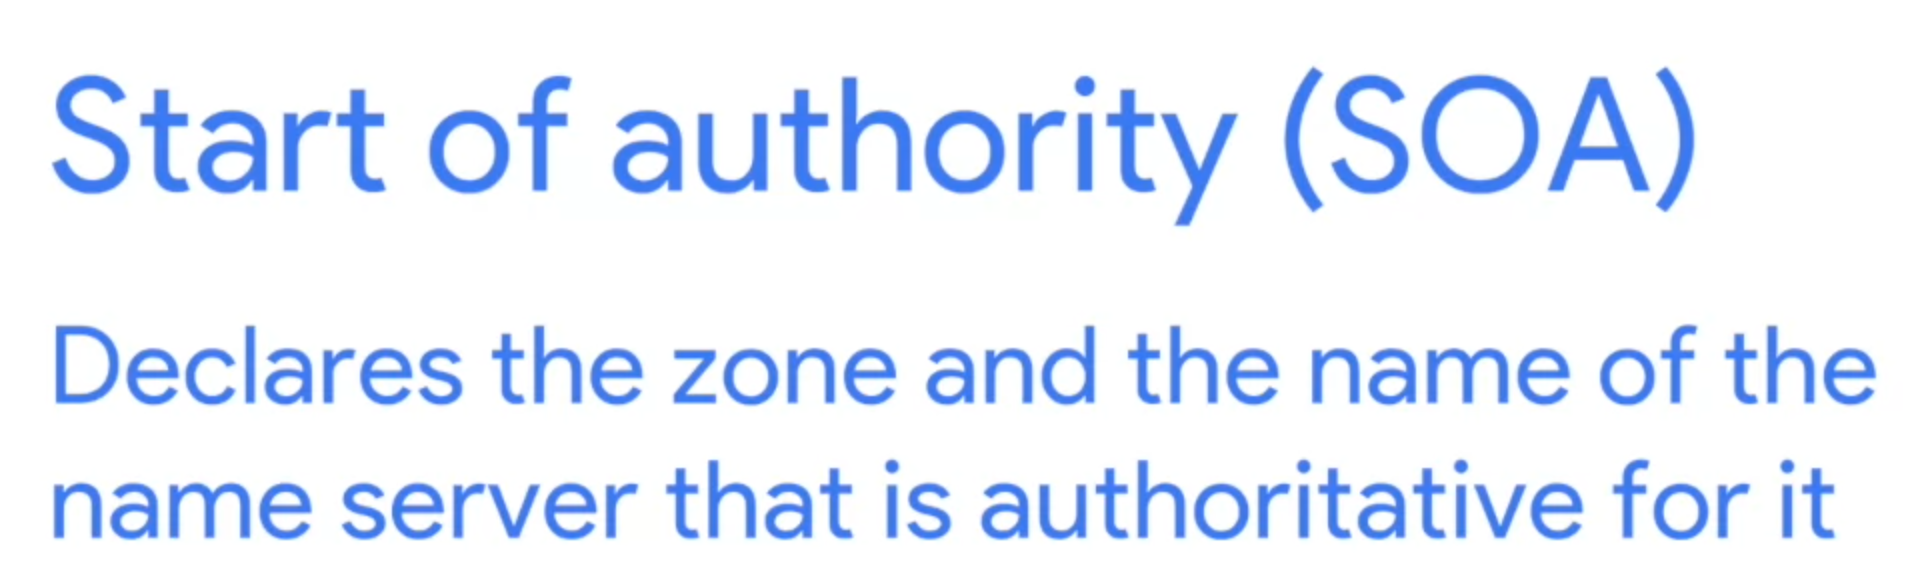 Start of authority (SOA)
Declares the zone and the name of the
name server that is authoritative for it